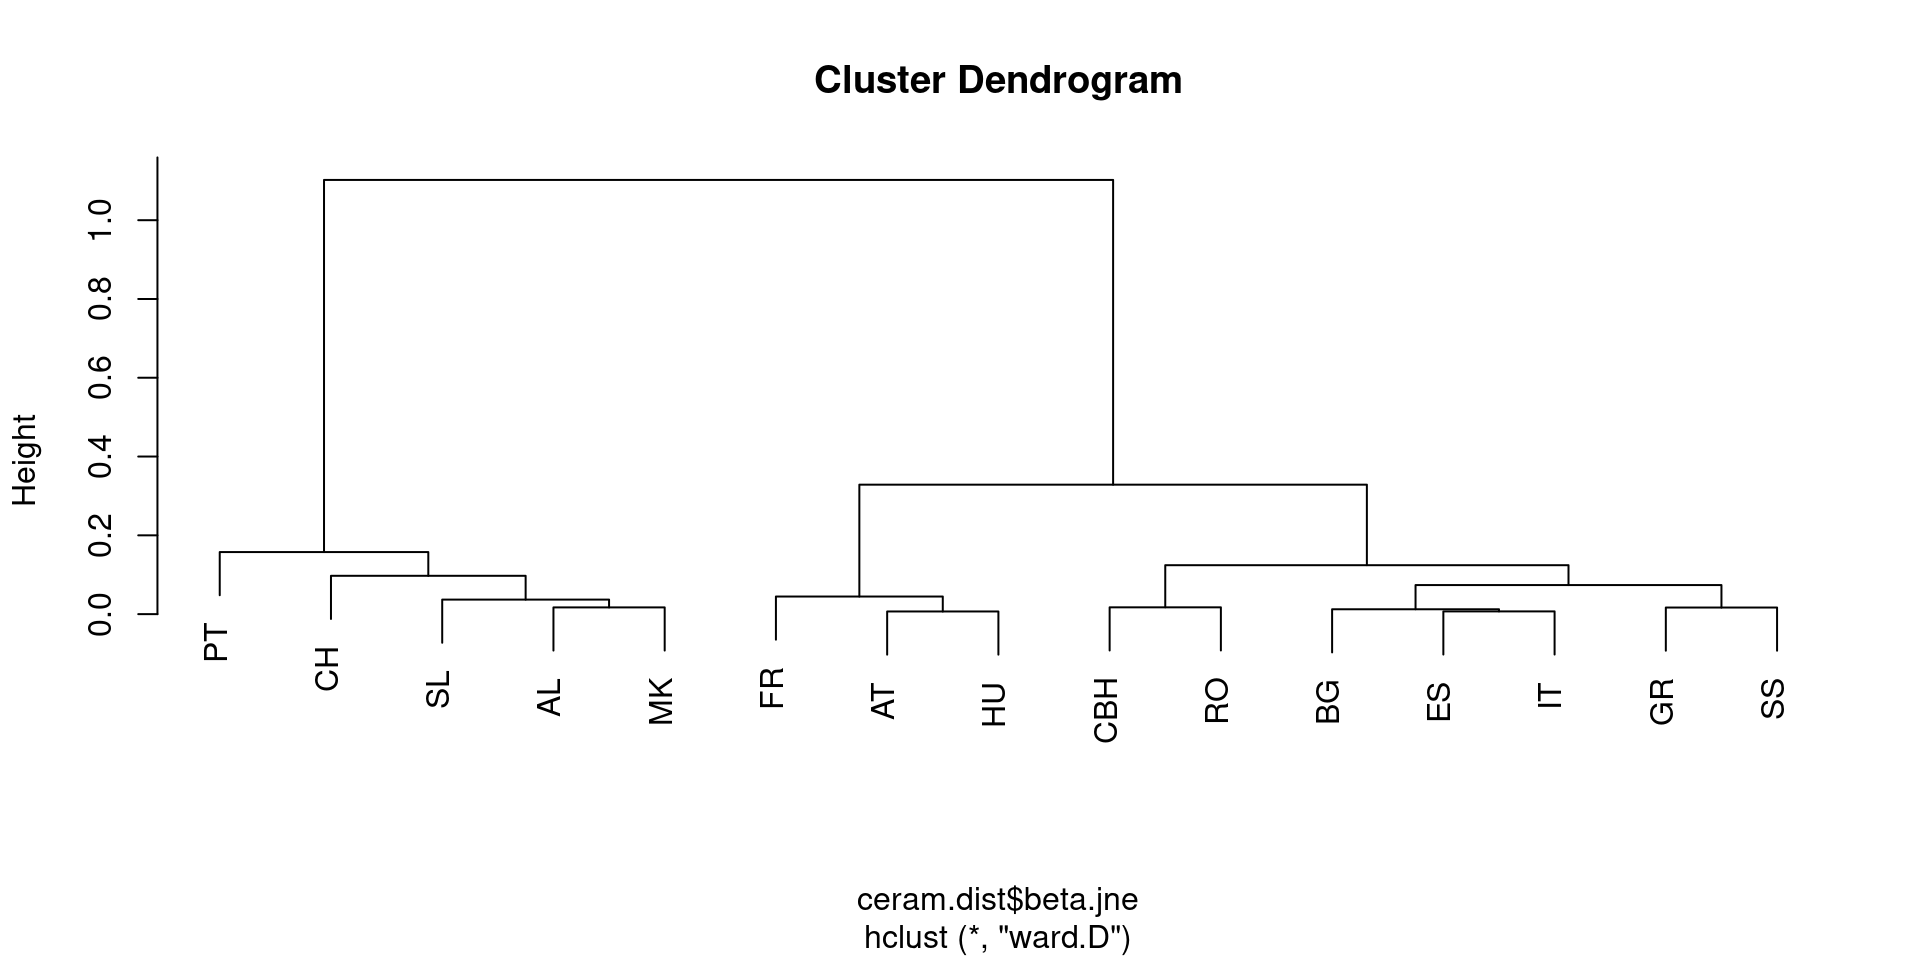 Cluster Dendrogram
Height
1.0
0.8
0.6
0.4
0.2
0.0
PT
CH
SL
AL
MK
FR
AT
HU
CBH
RO
BG
ES
IT
GR
SS
ceram.dist$beta.jne
hclust (*, "ward.D")